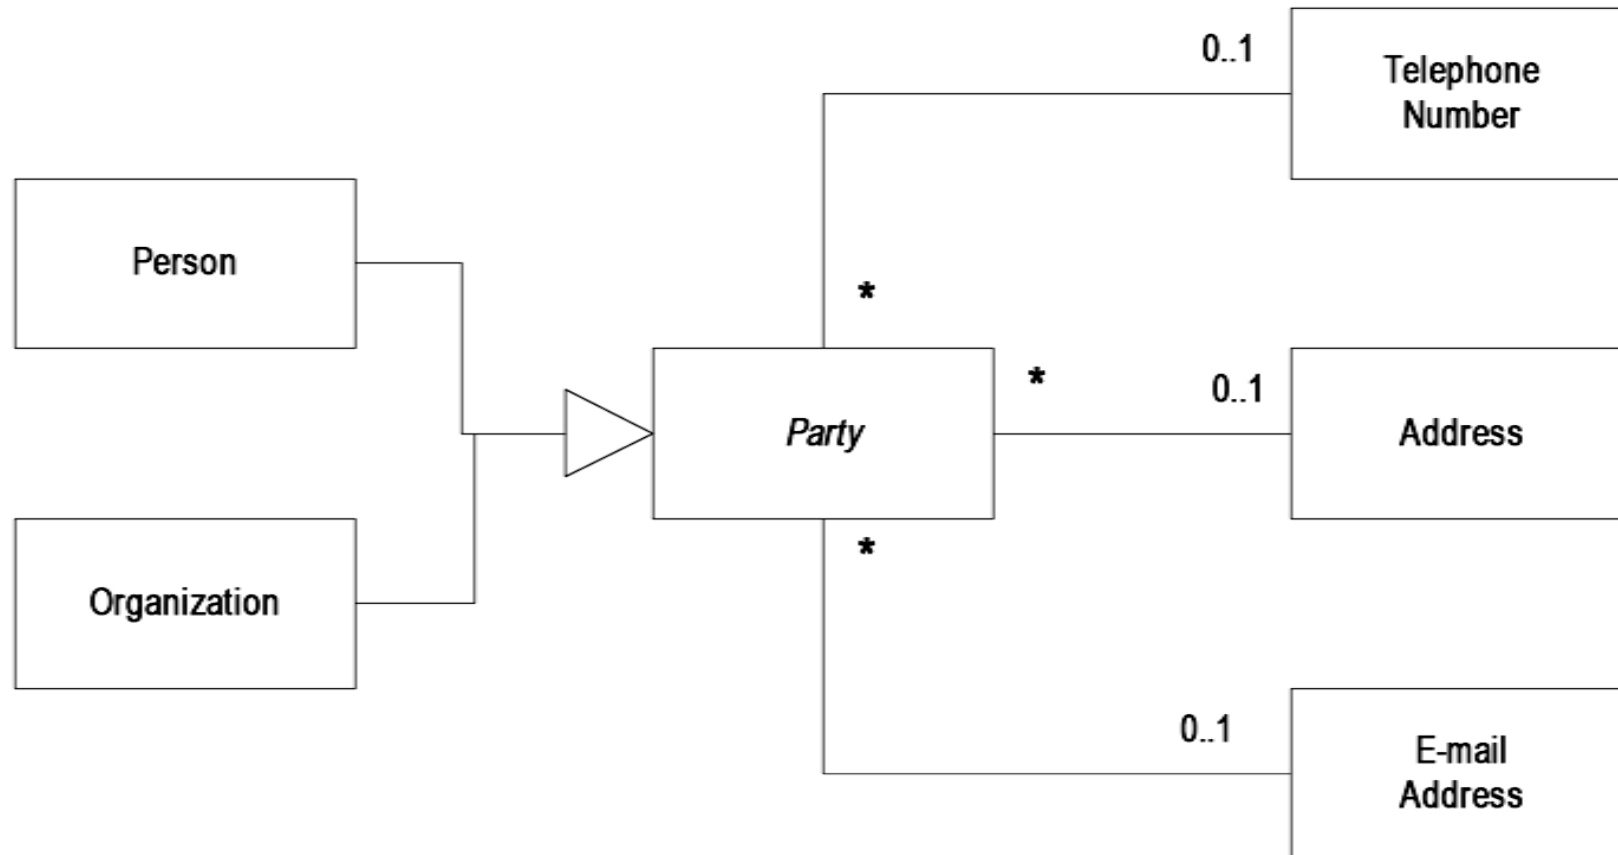 0..1
Telephone
Number
Person
*
*
0..1
Party
Address
*
Organization
0..1
E-mail
Address